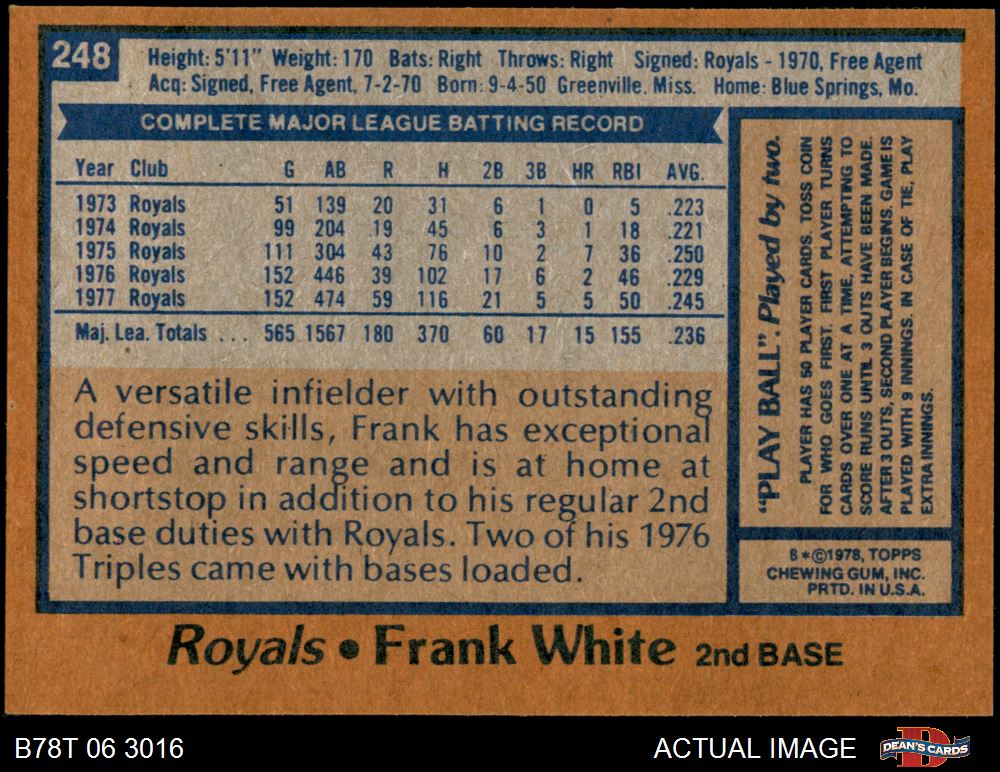 248
Height: 5'11" Weight: 170 Bats: Right Throws: Right Signed: Royals - 1970, Free Agent
Acq: Signed, Free Agent, 7-2-70 Born: 9-4-50 Greenville. Miss. Home: Blue Springs, Mo.
COMPLETE MAJOR LEAGUE BATTING RECORD
Year Club G AB R H 2B 3B HR RBI AVG.
1973 Royals 51 139 20 31 6 1 0 5 .223
1974 Royals 99 204 19 45 6 3 1 18 .221
1975 Royals 111 304 43 76 10 2 7 36 .250
1976 Royals 152 446 39 102 17 6 2 46 .229
1977 Royals 152 474 59 116 21 5 5 50 .245
Maj. Lea. Totals ... 565 1567 180 370 60 17 15 155 .236
A versatile infielder with outstanding
defensive skills, Frank has exceptional
speed and range and is at home at
shortstop in addition to his regular 2nd
base duties with Royals. Two of his 1976
Triples came with bases loaded.
"PLAY BALL". Played by two.
PLAYER HAS 50 PLAYER CARDS. TOSS COIN
FOR WHO GOES FIRST. FIRST PLAYER TURNS
CARDS OVER ONE AT A TIME, ATTEMPTING TO
SCORE RUNS UNTIL 3 OUTS HAVE BEEN MADE.
AFTER 3 OUTS, SECOND PLAYER BEGINS. GAME IS
PLAYED WITH 9 INNINGS. IN CASE OF TIE, PLAY
EXTRA INNINGS.
B*©1978, TOPPS
CHEWING GUM, INC.
PRTD. IN U.S.A.
Royals • Frank White 2nd BASE
B78T 06 3016
ACTUAL IMAGE
DEAN'S CARDS